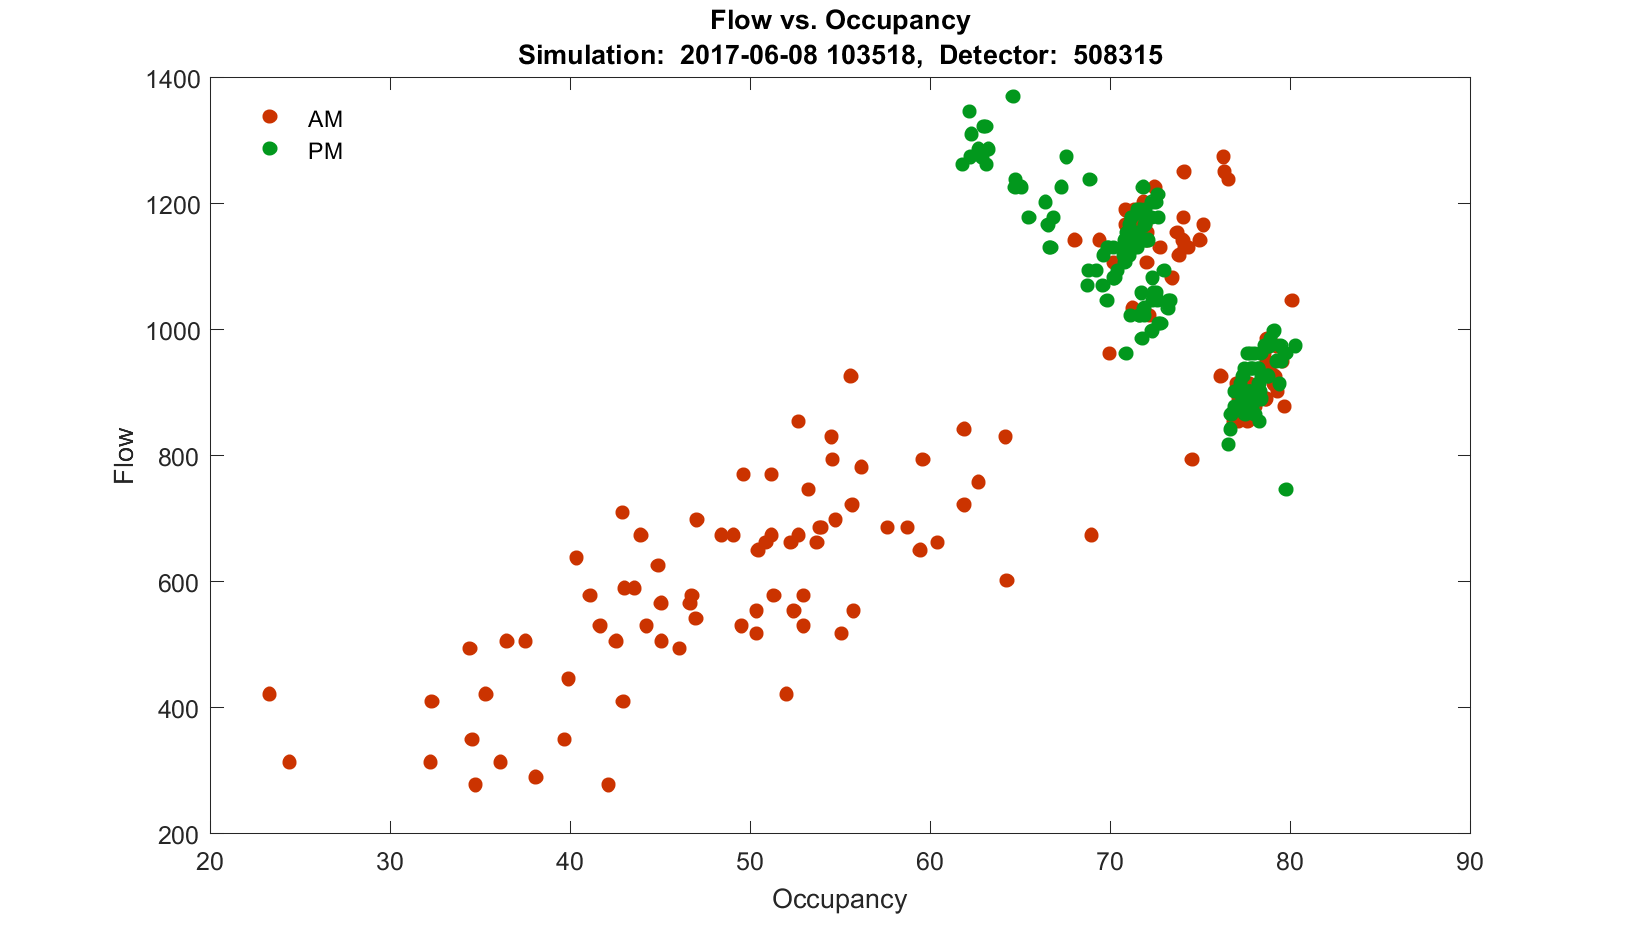 Flow vs. Occupancy
Simulation:  2017-06-08 103518,  Detector:  508315
AM
PM
1400
1200
1000
800
600
400
200
Flow
20 30 40 50 60 70 80 90
Occupancy